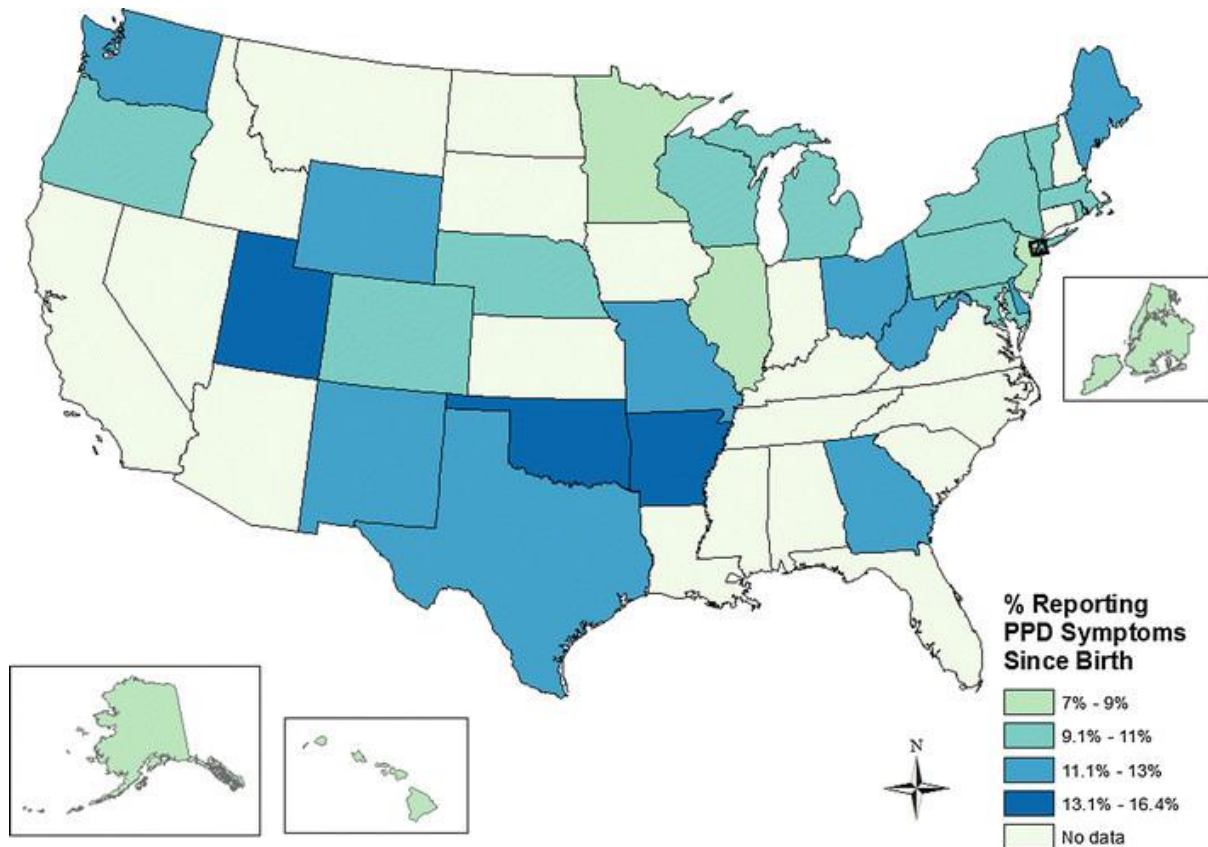 % Reporting
PPD Symptoms
Since Birth
7% - 9%
9.1% - 11%
11.1% - 13%
13.1% - 16.4%
No data
N